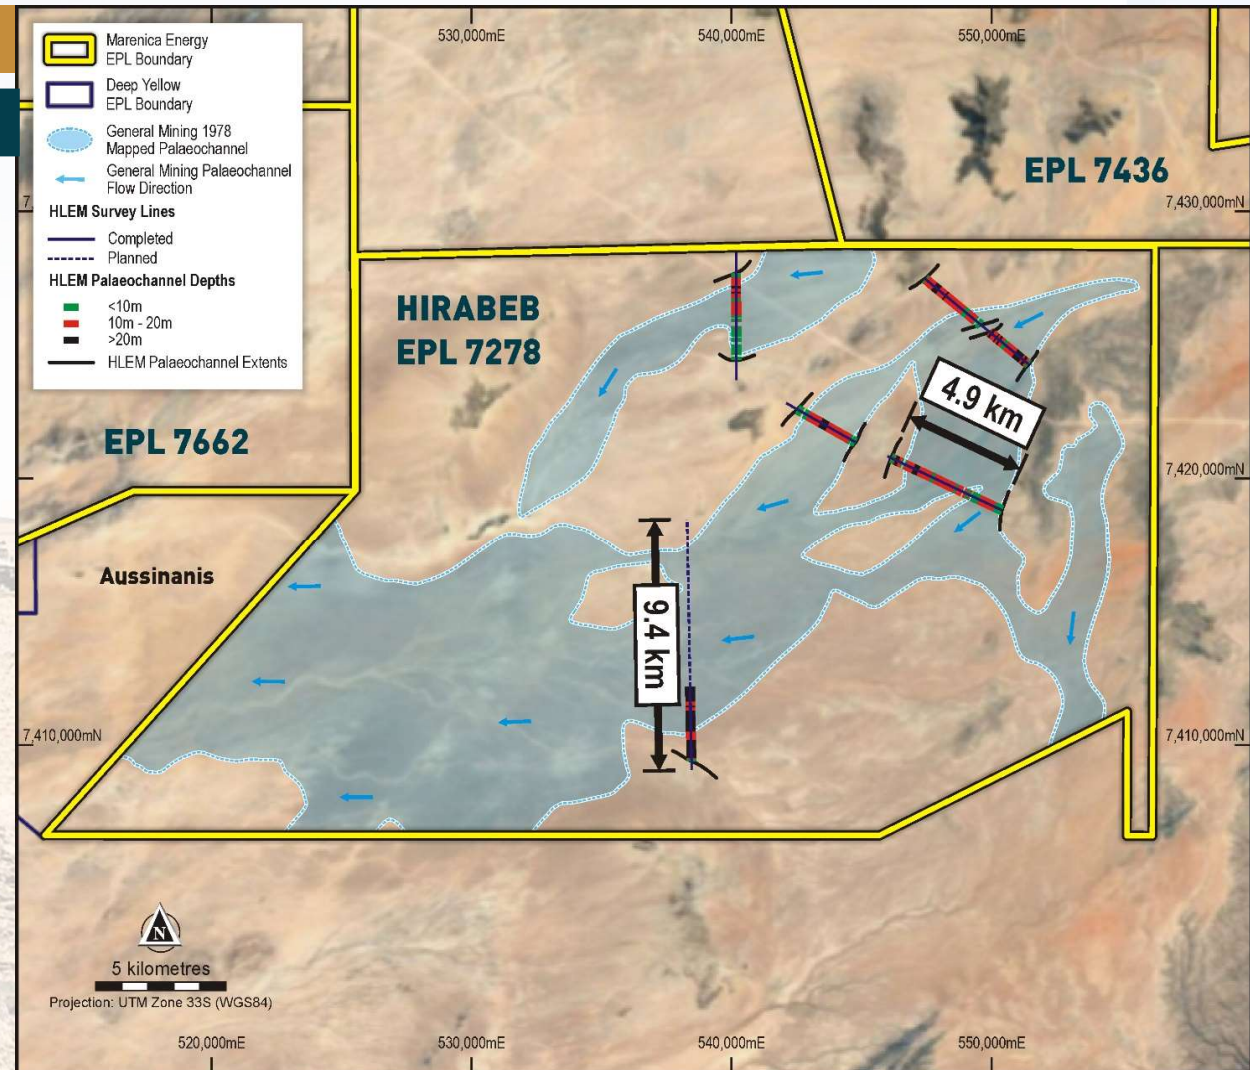 Marenica Energy
EPL Boundary
Deep Yellow
EPL Boundary
General Mining 1978
Mapped Palaeochannel
General Mining Palaeochannel
Flow Direction
HLEM Survey Lines
Completed
Planned
HLEM Palaeochannel Depths
<10m
10m - 20m
>20m
HLEM Palaeochannel Extents
530,000mE
540,000mE
550,000mE
EPL 7436
7,430,000mN
HIRABEB
EPL 7278
4.9 km
EPL 7662
7,420,000mN
Aussinanis
9.4 km
7,410,000mN
7,410,000mN
N
5 kilometres
Projection: UTM Zone 33S (WGS84)
520,000mE
530,000mE
540,000mE
550,000mE